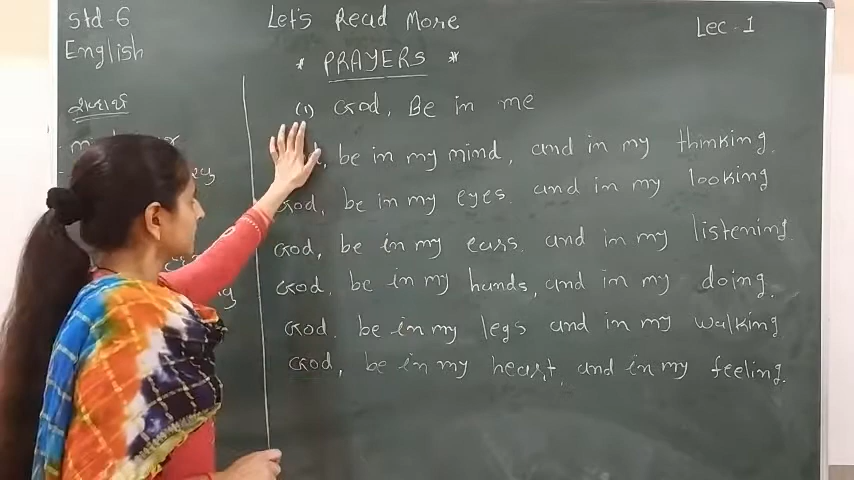 Std-6
English
Let's Read More
Lec. 1
* PRAYERS *
(1) God, Be in me
be in my mind, and in my thinking.
God, be in my eyes. and in my looking
God, be in my ears. and in my listening.
God, be in my hands, and in my doing.
God. be in my legs and in my walking
God, be in my heart, and in my feeling.